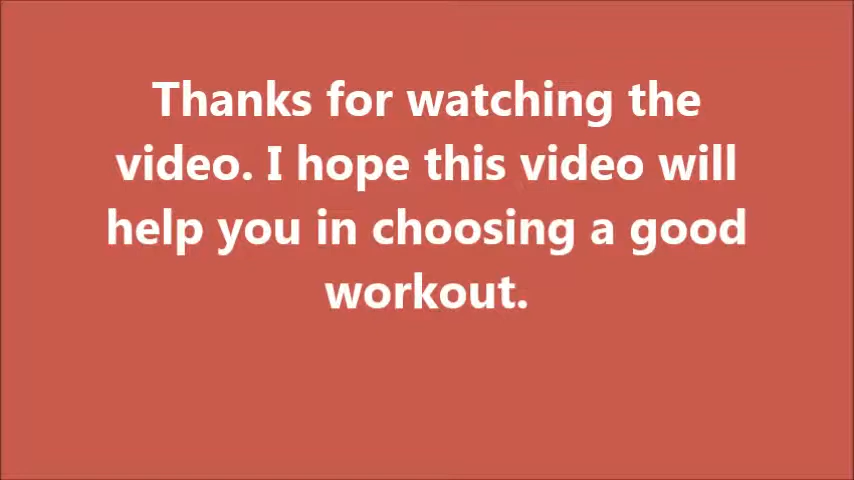 Thanks for watching the
video. I hope this video will
help you in choosing a good
workout.